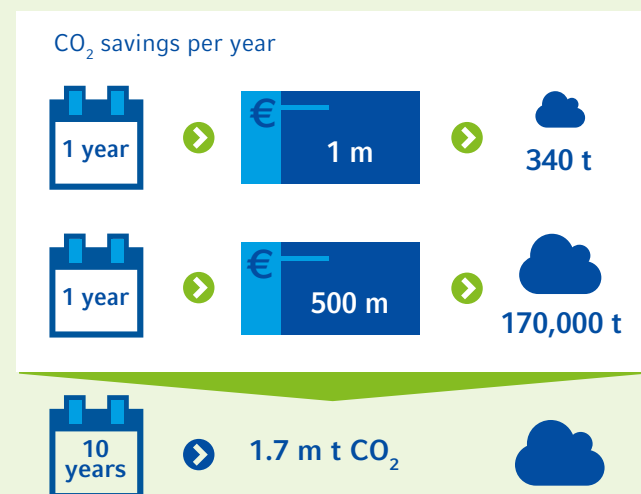 CO₂ savings per year
1 year € 1 m 340 t
1 year € 500 m 170,000 t
10 years 1.7 m t CO₂